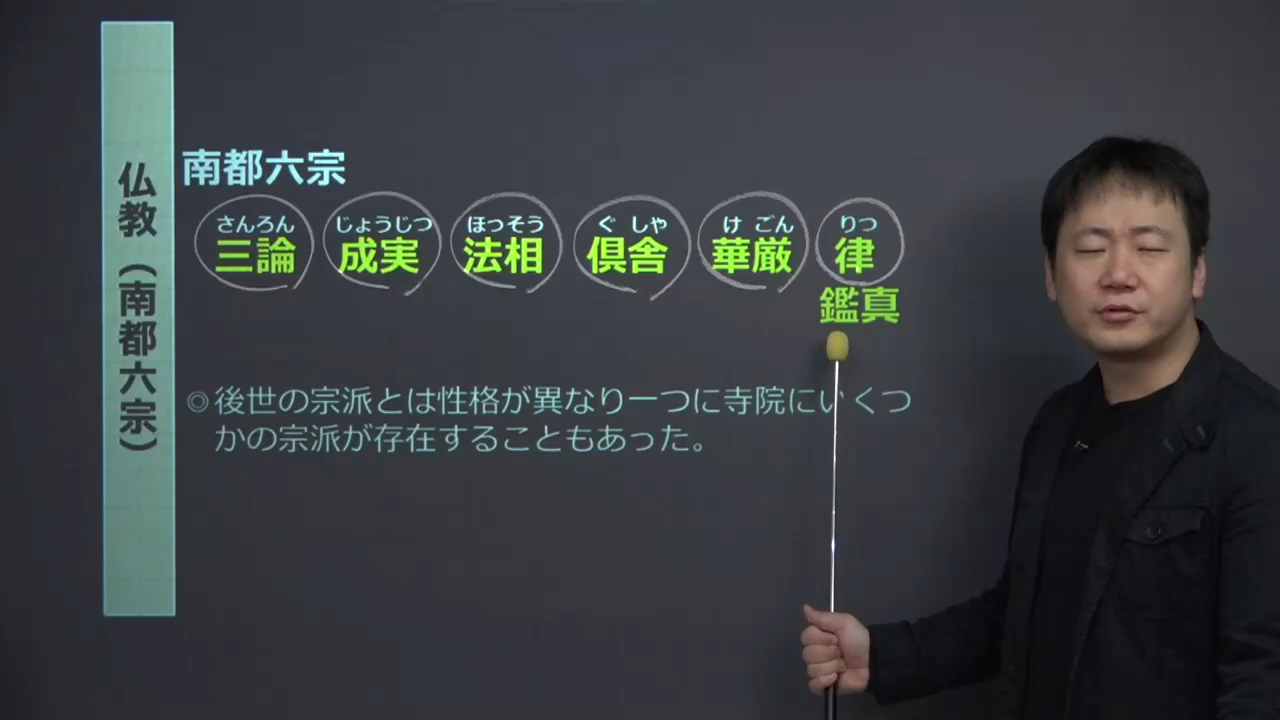 仏教（南都六宗）
南都六宗
さんろん じょうじつ ほっそう ぐしゃ けごん りつ
三論 成実 法相 倶舎 華厳 律
鑑真
◎後世の宗派とは性格が異なり一つに寺院にいくつ
かの宗派が存在することもあった。